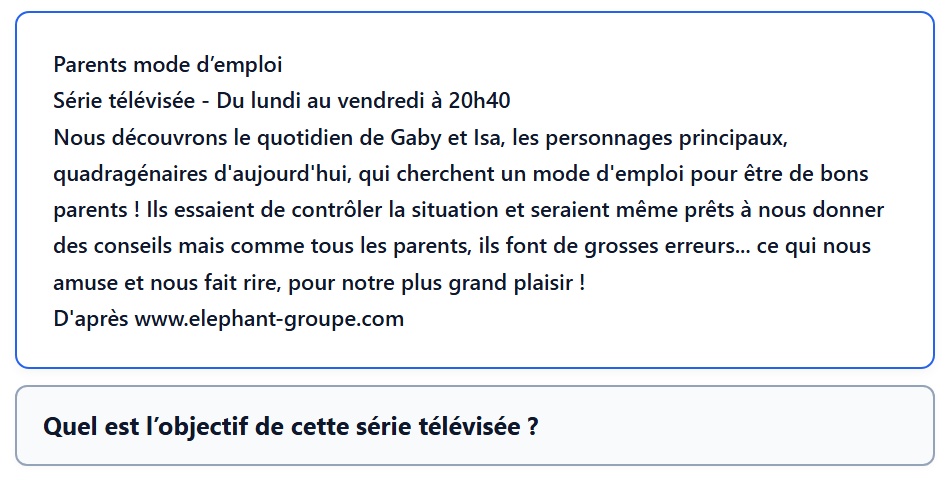 Parents mode d’emploi
Série télévisée - Du lundi au vendredi à 20h40
Nous découvrons le quotidien de Gaby et Isa, les personnages principaux,
quadragénaires d'aujourd'hui, qui cherchent un mode d'emploi pour être de bons
parents ! Ils essaient de contrôler la situation et seraient même prêts à nous donner
des conseils mais comme tous les parents, ils font de grosses erreurs... ce qui nous
amuse et nous fait rire, pour notre plus grand plaisir !
D'après www.elephant-groupe.com
Quel est l’objectif de cette série télévisée ?